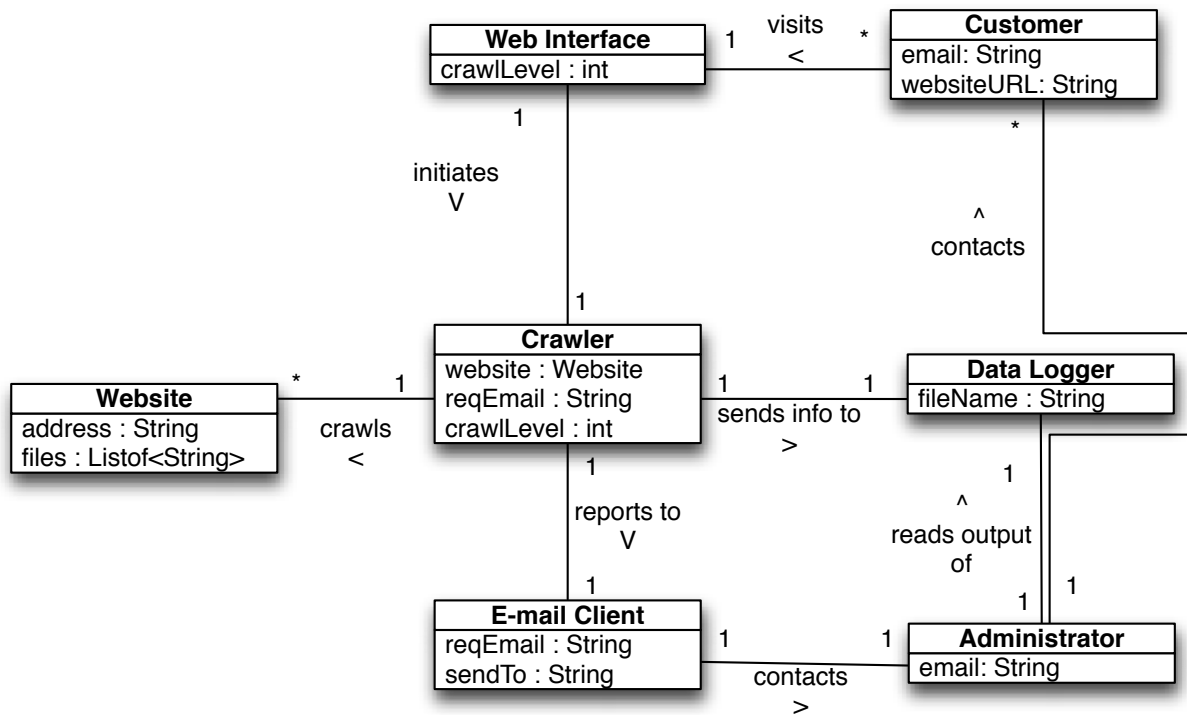 Web Interface
crawlLevel : int
1
visits
<
*
Customer
email: String
websiteURL: String
1
*
initiates
V
^
contacts
1
Crawler
website : Website
reqEmail : String
crawlLevel : int
Website
address : String
files : Listof<String>
*
1
crawls
<
1
1
sends info to
>
Data Logger
fileName : String
1
reports to
V
1
1
^
reads output
of
1
1
E-mail Client
reqEmail : String
sendTo : String
1
1
contacts
>
Administrator
email: String